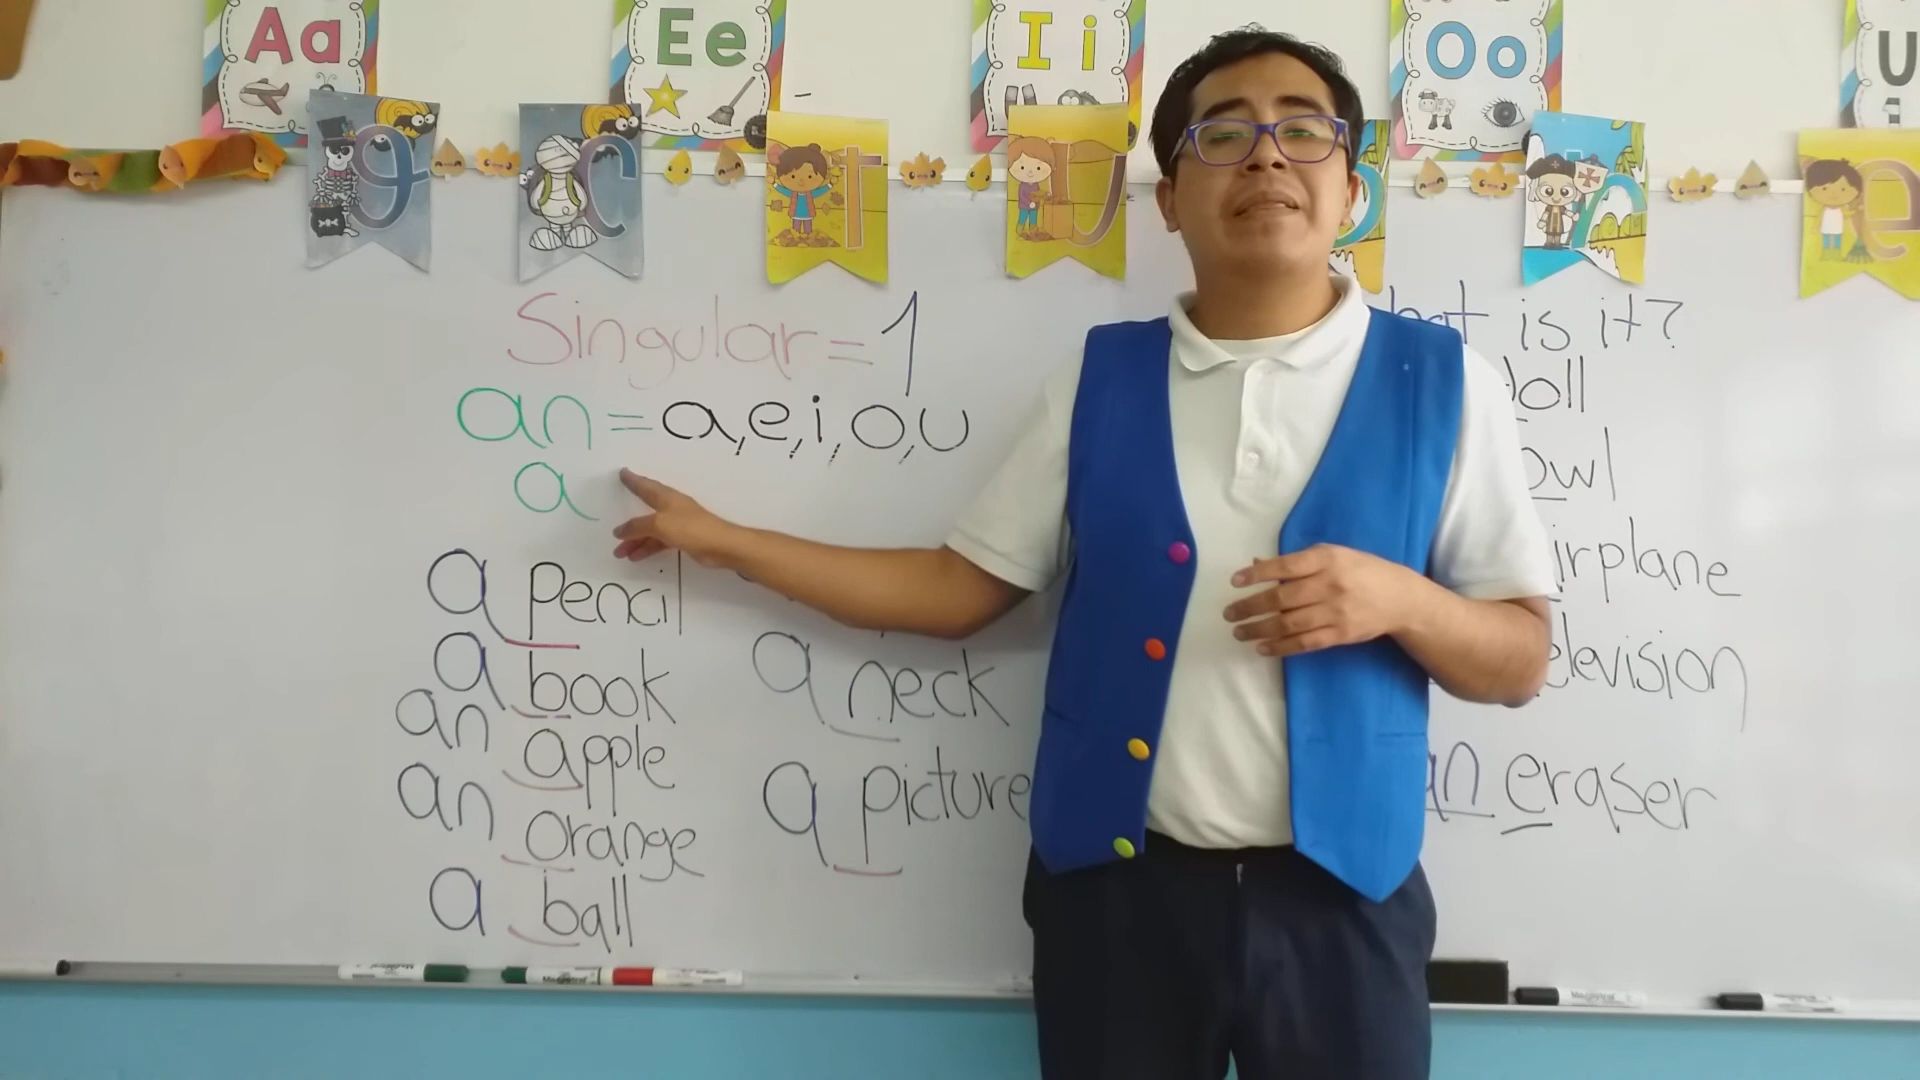 Aa
Ee
Ii
Oo
U
g
c
t
u
r
e
Singular = 1
an = a, e, i, o, u
a
a pencil
a book
an apple
an orange
a ball
a neck
a picture
is it?
doll
owl
irplane
elevision
an eraser